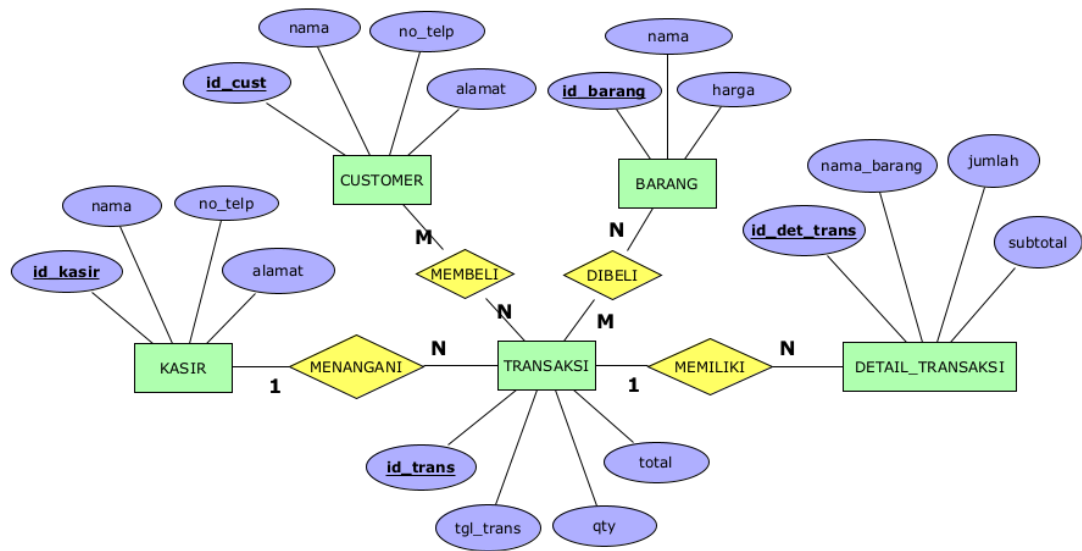 nama
no_telp
id_cust
alamat
CUSTOMER
nama
id_barang
harga
BARANG
nama_barang
jumlah
id_det_trans
subtotal
DETAIL_TRANSAKSI
nama
no_telp
id_kasir
alamat
KASIR
M
MEMBELI
N
N
DIBELI
M
1
MENANGANI
N
TRANSAKSI
1
MEMILIKI
N
id_trans
total
tgl_trans
qty